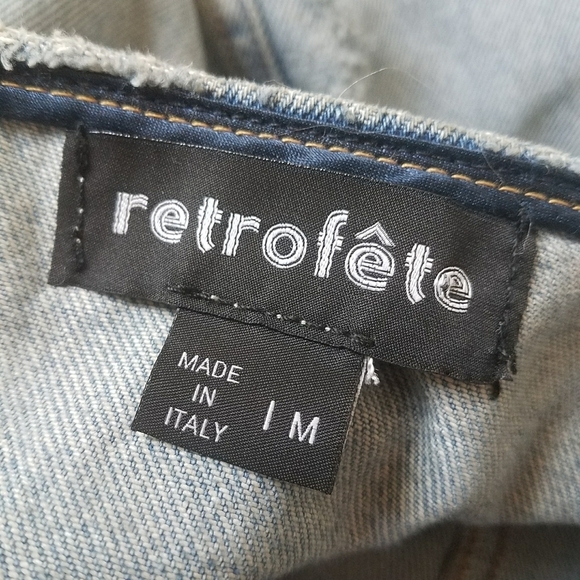 retrofête
MADE
IN
ITALY
| M